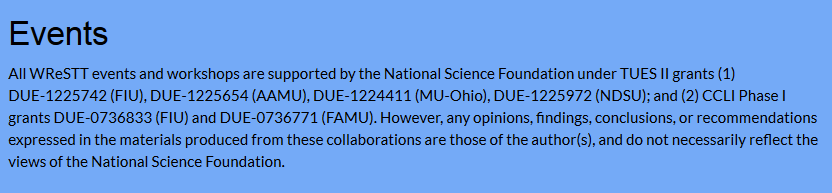 Events
All WReSTT events and workshops are supported by the National Science Foundation under TUES II grants (1)
DUE-1225742 (FIU), DUE-1225654 (AAMU), DUE-1224411 (MU-Ohio), DUE-1225972 (NDSU); and (2) CCLI Phase I
grants DUE-0736833 (FIU) and DUE-0736771 (FAMU). However, any opinions, findings, conclusions, or recommendations
expressed in the materials produced from these collaborations are those of the author(s), and do not necessarily reflect the
views of the National Science Foundation.